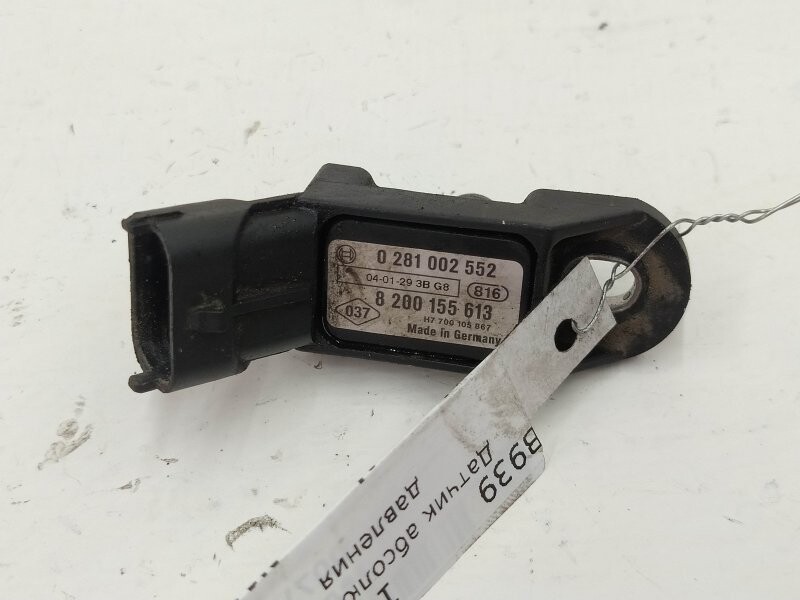 0 281 002 552
04-01-29 3B G8
816
8 200 155 613
037
H7 700 105 867
Made in Germany
B939
Датчик
давления